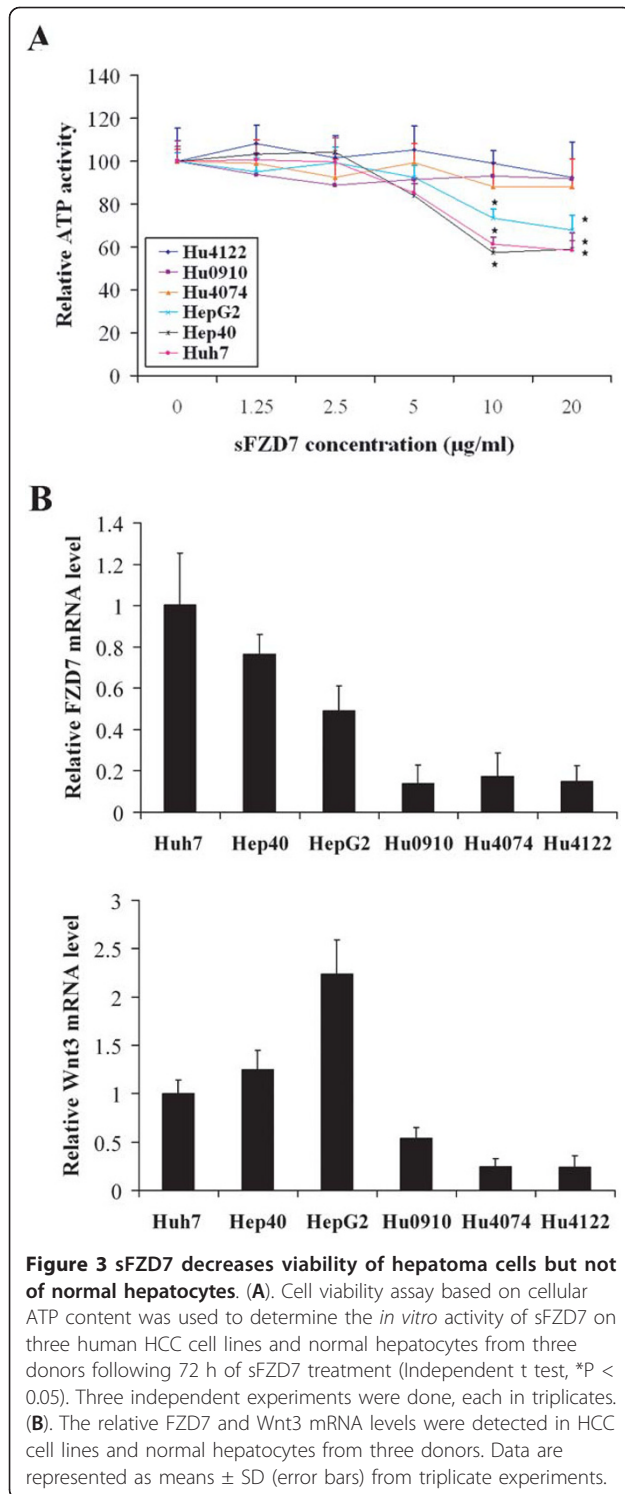 A
140
120
100
80
60
40
20
0
Relative ATP activity
Hu4122
Hu0910
Hu4074
HepG2
Hep40
Huh7
* * * * * *
0 1.25 2.5 5 10 20
sFZD7 concentration (µg/ml)
B
1.4
1.2
1
0.8
0.6
0.4
0.2
0
Relative FZD7 mRNA level
Huh7 Hep40 HepG2 Hu0910 Hu4074 Hu4122
3
2.5
2
1.5
1
0.5
0
Relative Wnt3 mRNA level
Huh7 Hep40 HepG2 Hu0910 Hu4074 Hu4122
Figure 3 sFZD7 decreases viability of hepatoma cells but not
of normal hepatocytes. (A). Cell viability assay based on cellular
ATP content was used to determine the in vitro activity of sFZD7 on
three human HCC cell lines and normal hepatocytes from three
donors following 72 h of sFZD7 treatment (Independent t test, *P <
0.05). Three independent experiments were done, each in triplicates.
(B). The relative FZD7 and Wnt3 mRNA levels were detected in HCC
cell lines and normal hepatocytes from three donors. Data are
represented as means ± SD (error bars) from triplicate experiments.